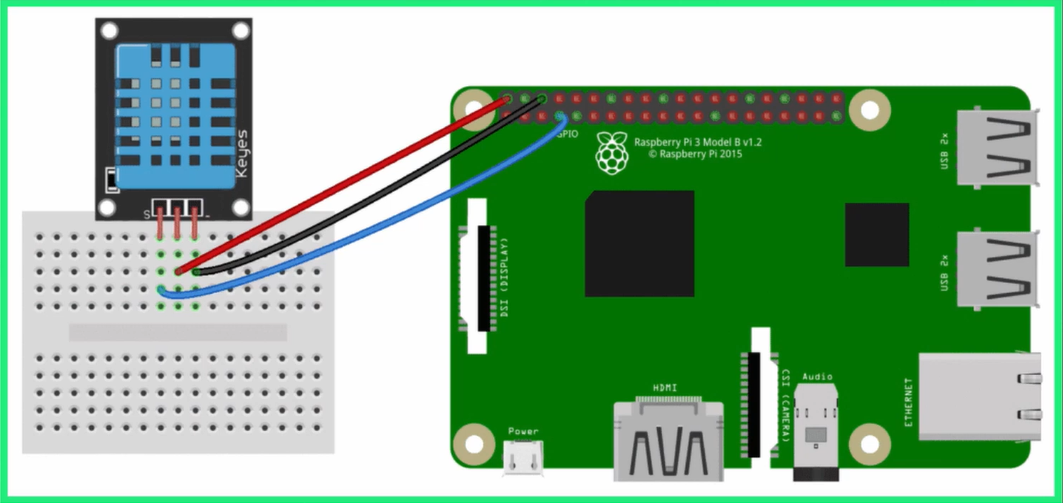 Keyes
S
-
GPIO
Raspberry Pi 3 Model B v1.2
© Raspberry Pi 2015
USB 2x
DSI (DISPLAY)
USB 2x
Power
HDMI
CSI (CAMERA)
Audio
ETHERNET